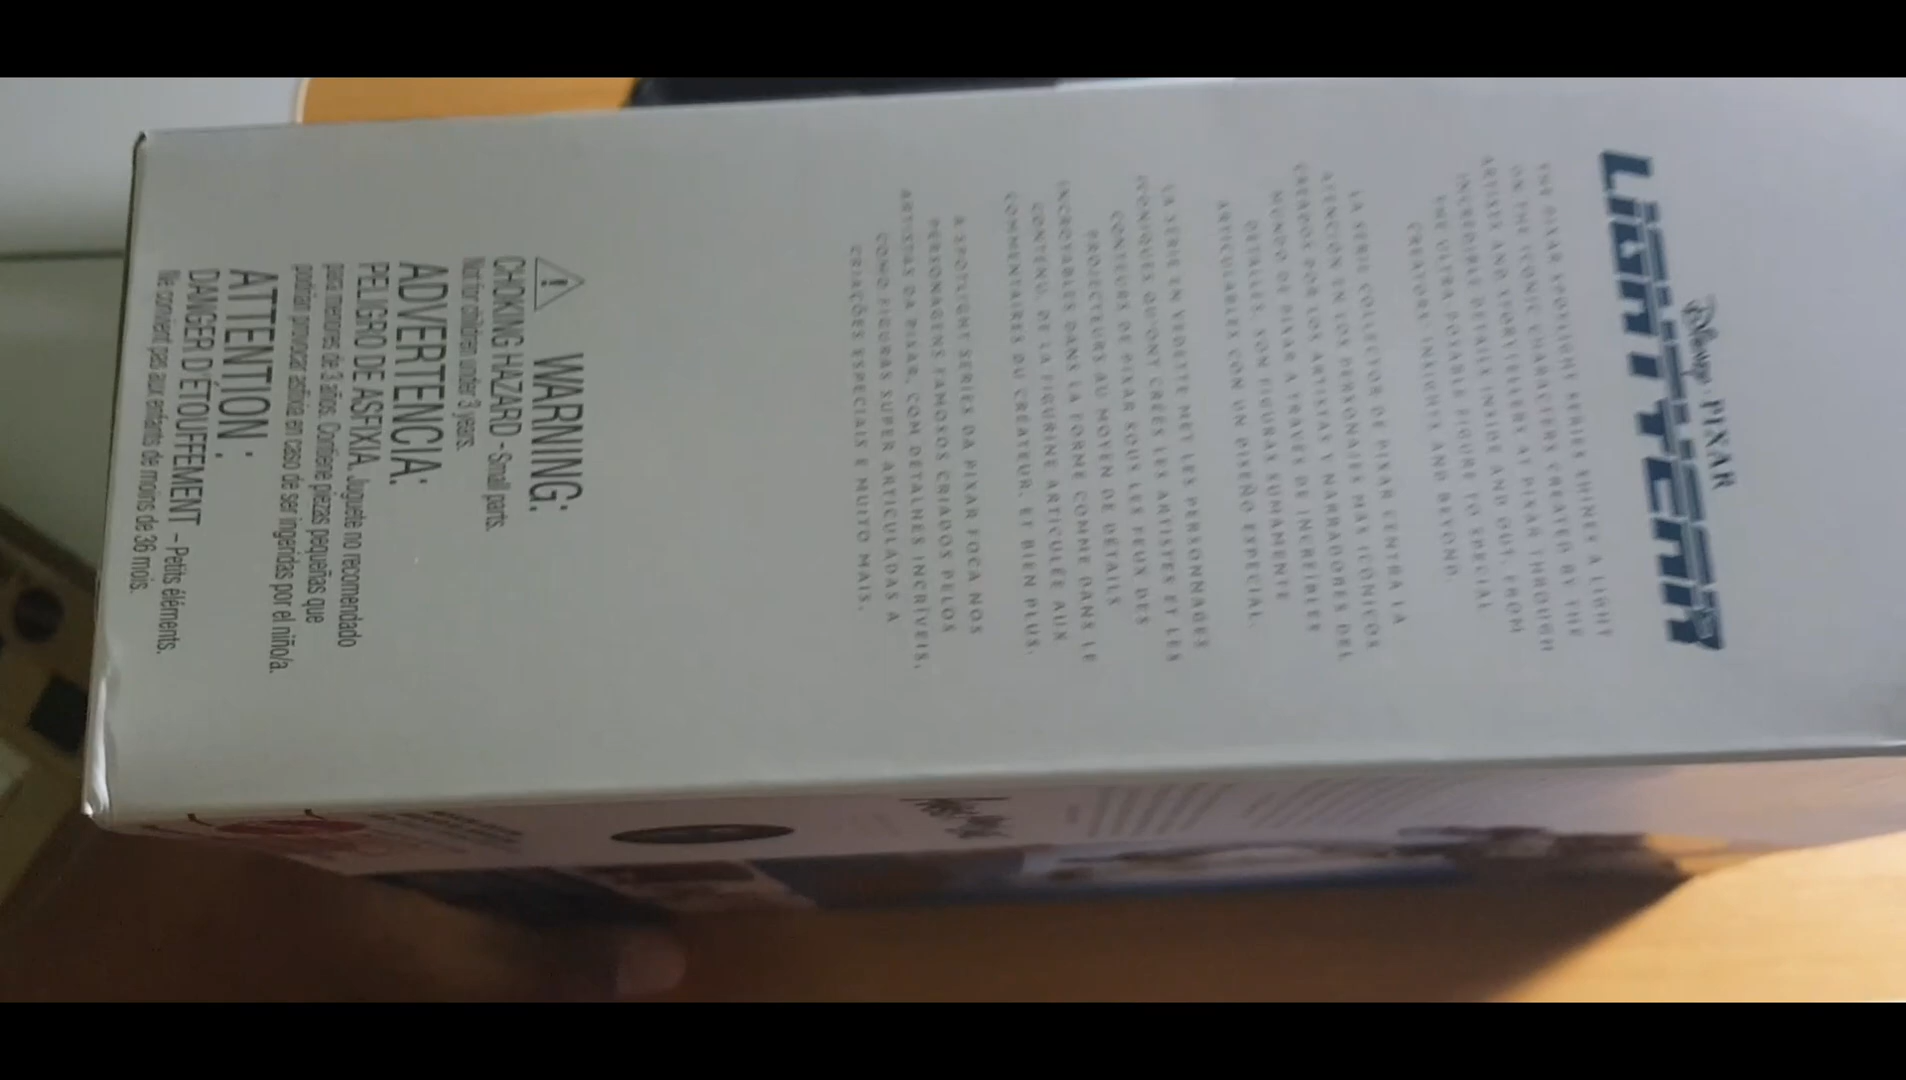 Disney · PIXAR
LIGHTYEAR
THE PIXAR SPOTLIGHT SERIES SHINES A LIGHT
ON THE ICONIC CHARACTERS CREATED BY THE
ARTISTS AND STORYTELLERS AT PIXAR THROUGH
INCREDIBLE DETAILS INSIDE AND OUT, FROM
THE ULTRA POSABLE FIGURE TO SPECIAL
CREATORS' INSIGHTS AND BEYOND.
LA SERIE COLLECTOR DE PIXAR CENTRA LA
ATENCIÓN EN LOS PERSONAJES MÁS ICÓNICOS
CREADOS POR LOS ARTISTAS Y NARRADORES DEL
MUNDO DE PIXAR A TRAVÉS DE INCREÍBLES
DETALLES. SON FIGURAS SUMAMENTE
ARTICULABLES CON UN DISEÑO ESPECIAL.
LA SÉRIE EN VEDETTE MET LES PERSONNAGES
ICONIQUES QU'ONT CRÉÉS LES ARTISTES ET LES
CONTEURS DE PIXAR SOUS LES FEUX DES
PROJECTEURS AU MOYEN DE DÉTAILS
INCROYABLES DANS LA FORME COMME DANS LE
CONTENU, DE LA FIGURINE ARTICULÉE AUX
COMMENTAIRES DU CRÉATEUR, ET BIEN PLUS.
A SPOTLIGHT SERIES DA PIXAR FOCA NOS
PERSONAGENS FAMOSOS CRIADOS PELOS
ARTISTAS DA PIXAR, COM DETALHES INCRÍVEIS,
COMO FIGURAS SUPER ARTICULADAS A
CRIAÇÕES ESPECIAIS E MUITO MAIS.
WARNING:
CHOKING HAZARD - Small parts.
Not for children under 3 years.
ADVERTENCIA:
PELIGRO DE ASFIXIA. Juguete no recomendado
para menores de 3 años. Contiene piezas pequeñas que
podrían provocar asfixia en caso de ser ingeridas por el niño/a.
ATTENTION :
DANGER D'ÉTOUFFEMENT – Petits éléments.
Ne convient pas aux enfants de moins de 36 mois.